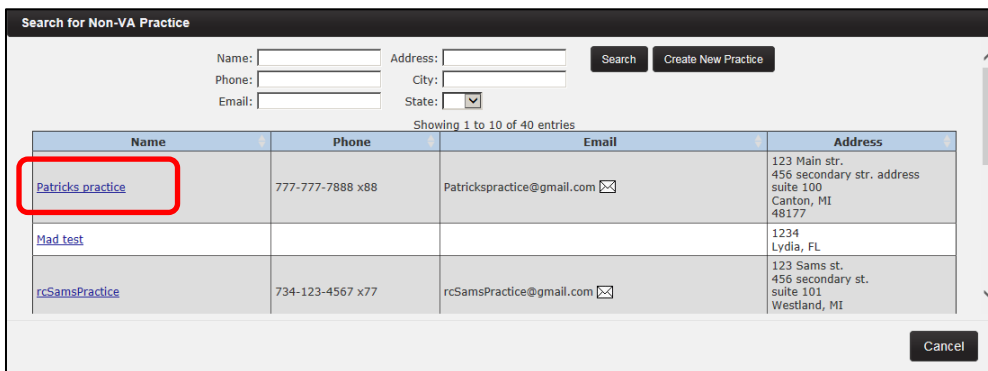 Search for Non-VA Practice
Name: Address: Search Create New Practice
Phone: City:
Email: State:
Showing 1 to 10 of 40 entries
Name Phone Email Address
Patricks practice 777-777-7888 x88 Patrickspractice@gmail.com 123 Main str.
456 secondary str. address
suite 100
Canton, MI
48177
Mad test 1234
Lydia, FL
rcSamsPractice 734-123-4567 x77 rcSamsPractice@gmail.com 123 Sams st.
456 secondary st.
suite 101
Westland, MI
Cancel